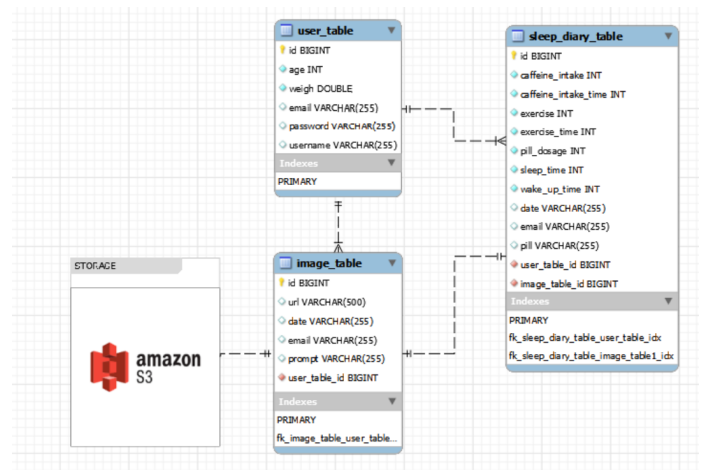 user_table
id BIGINT
age INT
weigh DOUBLE
email VARCHAR(255)
password VARCHAR(255)
username VARCHAR(255)
Indexes
PRIMARY
sleep_diary_table
id BIGINT
caffeine_intake INT
caffeine_intake_time INT
exercise INT
exercise_time INT
pill_dosage INT
sleep_time INT
wake_up_time INT
date VARCHAR(255)
email VARCHAR(255)
pill VARCHAR(255)
user_table_id BIGINT
image_table_id BIGINT
Indexes
PRIMARY
fk_sleep_diary_table_user_table_idx
fk_sleep_diary_table_image_table1_idx
image_table
id BIGINT
url VARCHAR(500)
date VARCHAR(255)
email VARCHAR(255)
prompt VARCHAR(255)
user_table_id BIGINT
Indexes
PRIMARY
fk_image_table_user_table...
STORAGE
amazon
S3